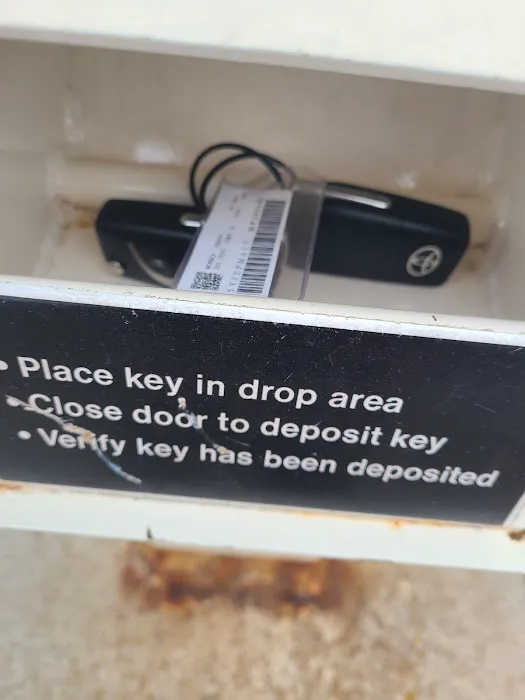 • Place key in drop area
• Close door to deposit key
• Verify key has been deposited